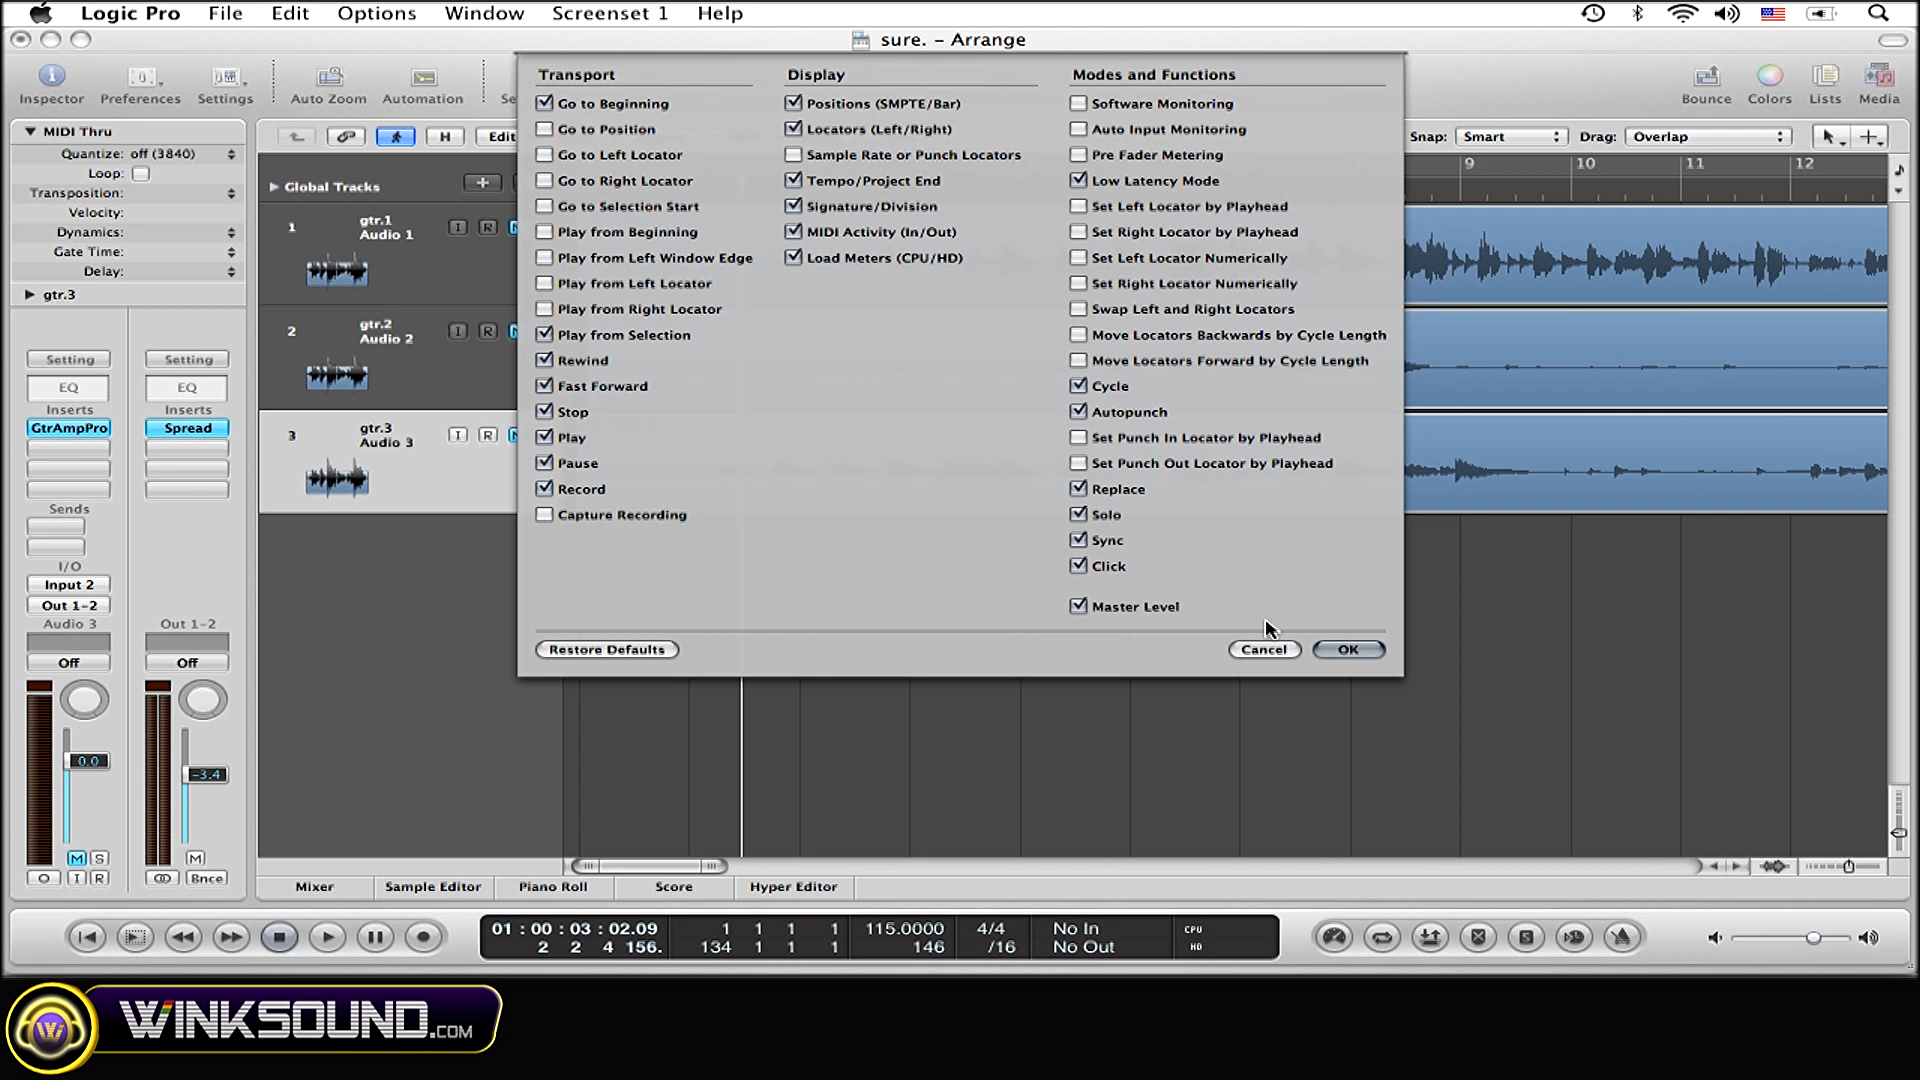 Logic Pro File Edit Options Window Screenset 1 Help
sure. – Arrange
Inspector Preferences Settings Auto Zoom Automation Se
Bounce Colors Lists Media
Transport
Go to Beginning
Go to Position
Go to Left Locator
Go to Right Locator
Go to Selection Start
Play from Beginning
Play from Left Window Edge
Play from Left Locator
Play from Right Locator
Play from Selection
Rewind
Fast Forward
Stop
Play
Pause
Record
Capture Recording
Display
Positions (SMPTE/Bar)
Locators (Left/Right)
Sample Rate or Punch Locators
Tempo/Project End
Signature/Division
MIDI Activity (In/Out)
Load Meters (CPU/HD)
Modes and Functions
Software Monitoring
Auto Input Monitoring
Pre Fader Metering
Low Latency Mode
Set Left Locator by Playhead
Set Right Locator by Playhead
Set Left Locator Numerically
Set Right Locator Numerically
Swap Left and Right Locators
Move Locators Backwards by Cycle Length
Move Locators Forward by Cycle Length
Cycle
Autopunch
Set Punch In Locator by Playhead
Set Punch Out Locator by Playhead
Replace
Solo
Sync
Click
Master Level
Restore Defaults Cancel OK
MIDI Thru
Quantize: off (3840)
Loop:
Transposition:
Velocity:
Dynamics:
Gate Time:
Delay:
gtr.3
Setting Setting
EQ EQ
Inserts Inserts
GtrAmpPro Spread
Sends
I/O
Input 2
Out 1-2
Audio 3 Out 1-2
Off Off
0.0 -3.4
M S M
I R Bnce
H Edit
Snap: Smart Drag: Overlap
9 10 11 12
Global Tracks
1 gtr.1 I R
Audio 1
2 gtr.2 I R
Audio 2
3 gtr.3 I R
Audio 3
Mixer Sample Editor Piano Roll Score Hyper Editor
01 : 00 : 03 : 02.09 1 1 1 1 115.0000 4/4 No In CPU
2 2 4 156. 134 1 1 1 146 /16 No Out HD
S
W WINKSOUND.COM